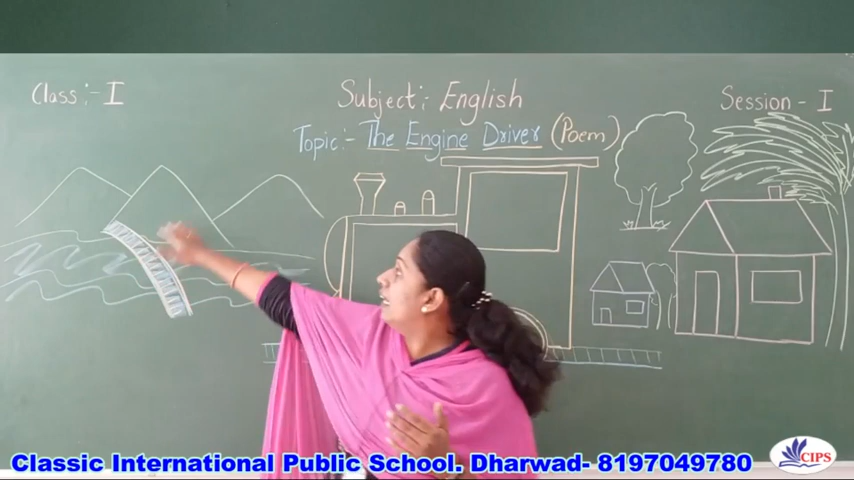 Class:- I
Subject: English
Session - I
Topic:- The Engine Driver (Poem)
Classic International Public School. Dharwad- 8197049780
CIPS